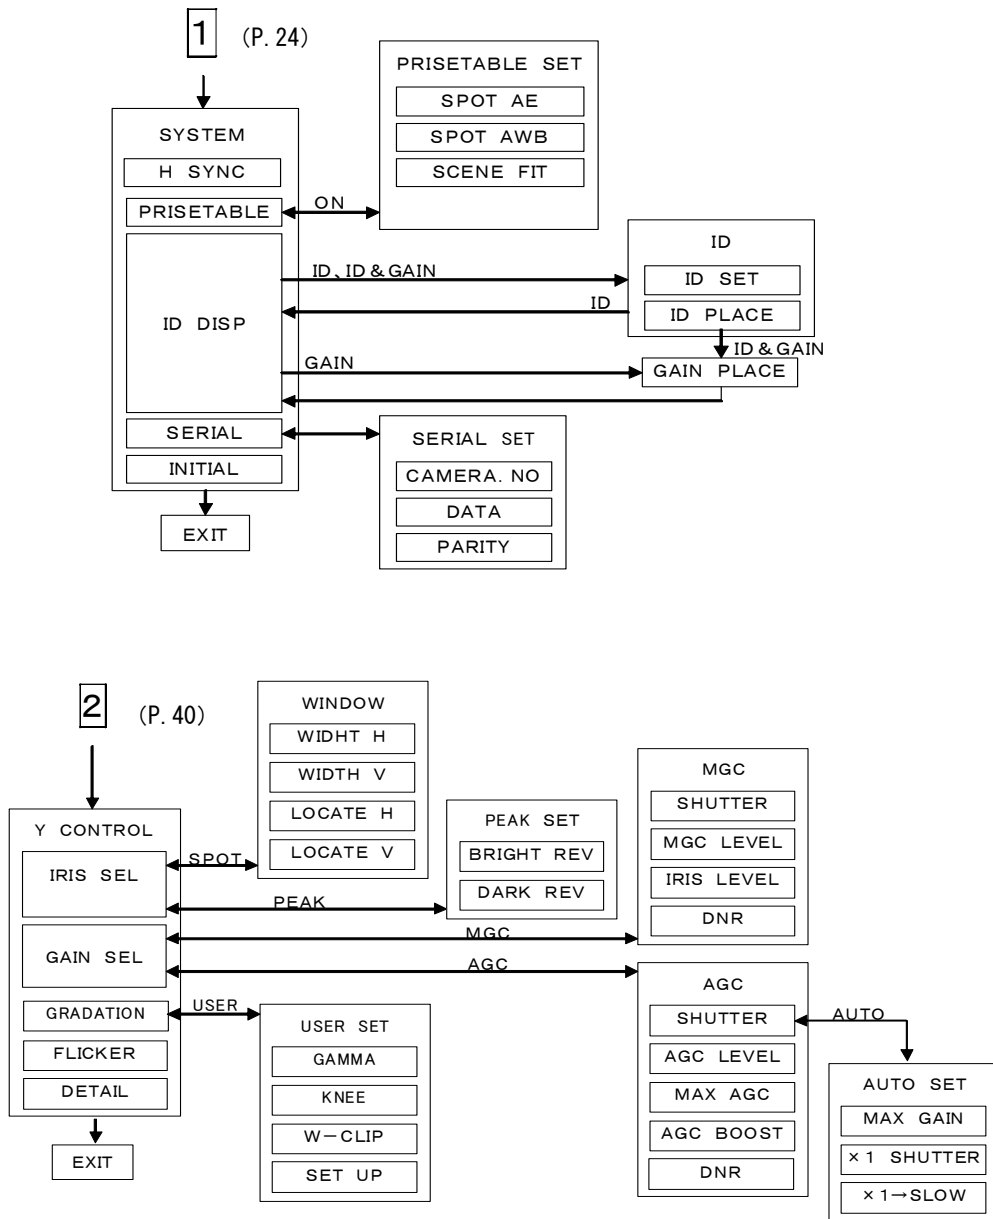 1 (P. 24)
SYSTEM
H SYNC
PRISETABLE
ID DISP
SERIAL
INITIAL
EXIT
ON
PRISETABLE SET
SPOT AE
SPOT AWB
SCENE FIT
ID、ID & GAIN
ID
GAIN
ID
ID SET
ID PLACE
ID & GAIN
GAIN PLACE
SERIAL SET
CAMERA. NO
DATA
PARITY
2 (P. 40)
Y CONTROL
IRIS SEL
GAIN SEL
GRADATION
FLICKER
DETAIL
EXIT
SPOT
WINDOW
WIDHT H
WIDTH V
LOCATE H
LOCATE V
PEAK
PEAK SET
BRIGHT REV
DARK REV
MGC
MGC
SHUTTER
MGC LEVEL
IRIS LEVEL
DNR
AGC
AGC
SHUTTER
AGC LEVEL
MAX AGC
AGC BOOST
DNR
USER
USER SET
GAMMA
KNEE
W－CLIP
SET UP
AUTO
AUTO SET
MAX GAIN
×1 SHUTTER
×1→SLOW